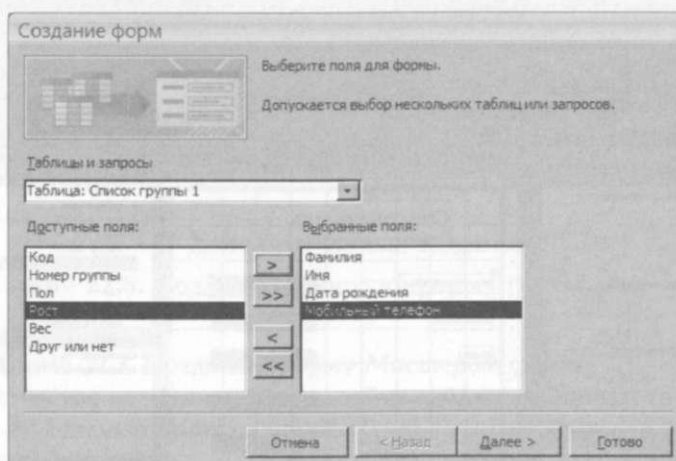 Создание форм
Выберите поля для формы.
Допускается выбор нескольких таблиц или запросов.
Таблицы и запросы
Таблица: Список группы 1
Доступные поля:
Выбранные поля:
Код
Номер группы
Пол
Рост
Вес
Друг или нет
>
>>
<
<<
Фамилия
Имя
Дата рождения
Мобильный телефон
Отмена
< Назад
Далее >
Готово